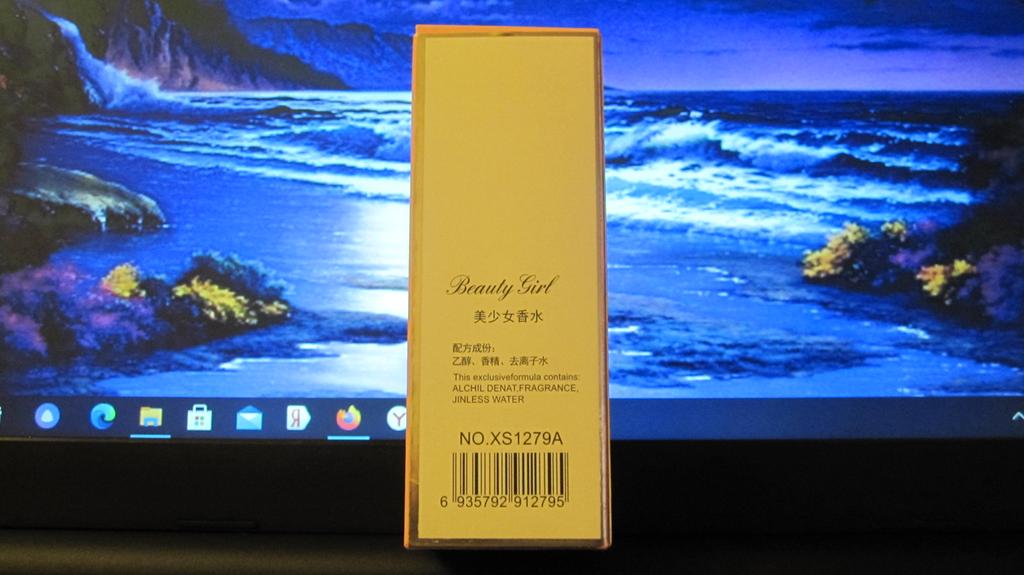 Beauty Girl
美少女香水
配方成份:
乙醇、香精、去离子水
This exclusiveformula contains:
ALCHIL DENAT,FRAGRANCE,
JINLESS WATER
NO.XS1279A
6 935792 912795